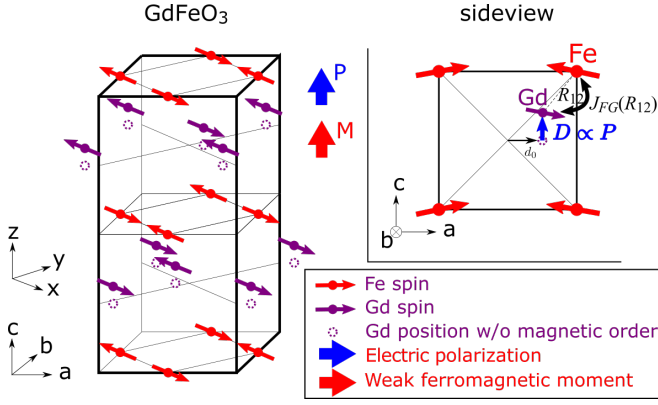 GdFeO₃
sideview
P
M
z
y
x
c
b
a
Fe
Gd
R₁₂
J_FG(R₁₂)
D ∝ P
d₀
c
b
a
Fe spin
Gd spin
Gd position w/o magnetic order
Electric polarization
Weak ferromagnetic moment